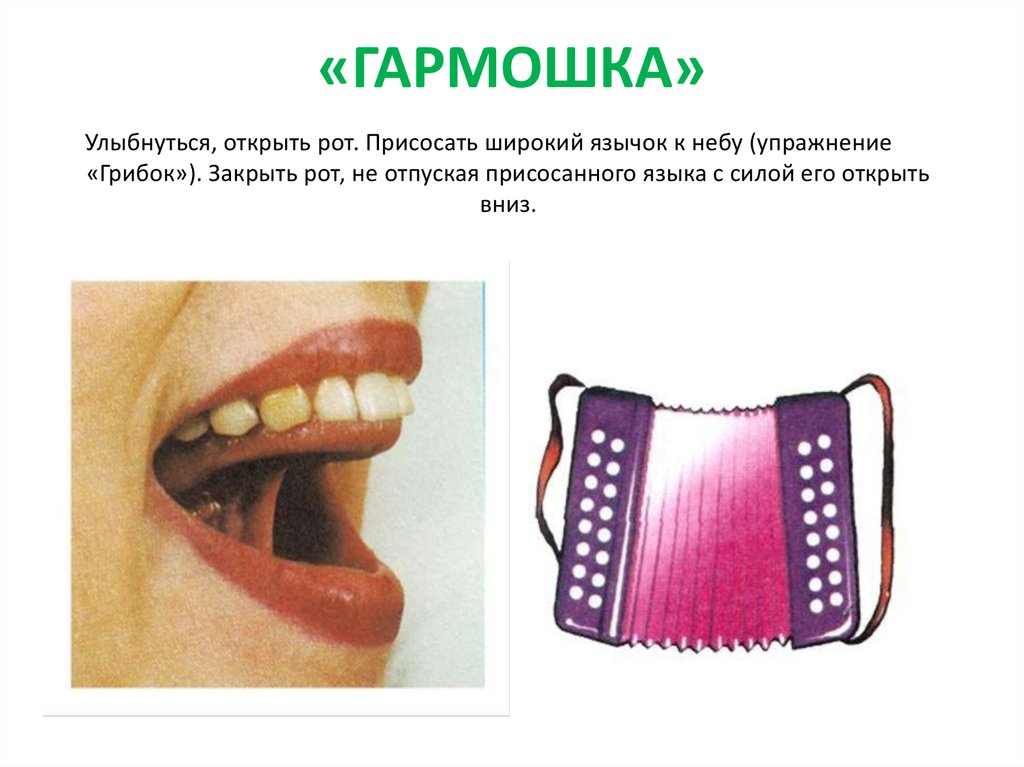 «ГАРМОШКА»
Улыбнуться, открыть рот. Присосать широкий язычок к небу (упражнение
«Грибок»). Закрыть рот, не отпуская присосанного языка с силой его открыть
вниз.